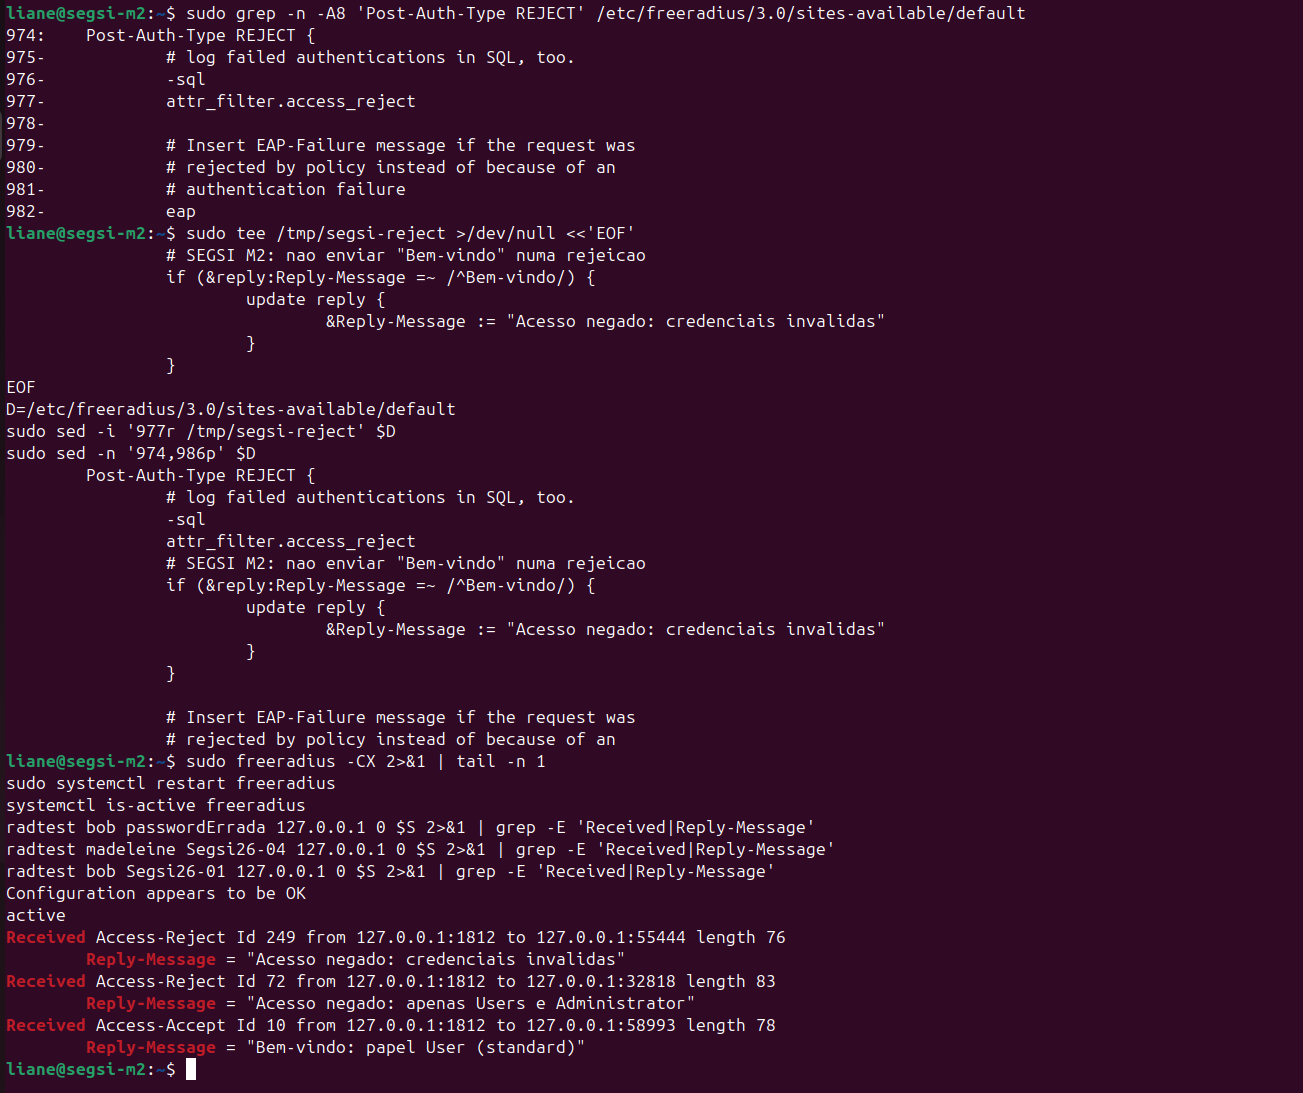 liane@segsi-m2:~$ sudo grep -n -A8 'Post-Auth-Type REJECT' /etc/freeradius/3.0/sites-available/default
974:    Post-Auth-Type REJECT {
975-            # log failed authentications in SQL, too.
976-            -sql
977-            attr_filter.access_reject
978-
979-            # Insert EAP-Failure message if the request was
980-            # rejected by policy instead of because of an
981-            # authentication failure
982-            eap
liane@segsi-m2:~$ sudo tee /tmp/segsi-reject >/dev/null <<'EOF'
                # SEGSI M2: nao enviar "Bem-vindo" numa rejeicao
                if (&reply:Reply-Message =~ /^Bem-vindo/) {
                        update reply {
                                &Reply-Message := "Acesso negado: credenciais invalidas"
                        }
                }
EOF
D=/etc/freeradius/3.0/sites-available/default
sudo sed -i '977r /tmp/segsi-reject' $D
sudo sed -n '974,986p' $D
        Post-Auth-Type REJECT {
                # log failed authentications in SQL, too.
                -sql
                attr_filter.access_reject
                # SEGSI M2: nao enviar "Bem-vindo" numa rejeicao
                if (&reply:Reply-Message =~ /^Bem-vindo/) {
                        update reply {
                                &Reply-Message := "Acesso negado: credenciais invalidas"
                        }
                }

                # Insert EAP-Failure message if the request was
                # rejected by policy instead of because of an
liane@segsi-m2:~$ sudo freeradius -CX 2>&1 | tail -n 1
sudo systemctl restart freeradius
systemctl is-active freeradius
radtest bob passwordErrada 127.0.0.1 0 $S 2>&1 | grep -E 'Received|Reply-Message'
radtest madeleine Segsi26-04 127.0.0.1 0 $S 2>&1 | grep -E 'Received|Reply-Message'
radtest bob Segsi26-01 127.0.0.1 0 $S 2>&1 | grep -E 'Received|Reply-Message'
Configuration appears to be OK
active
Received Access-Reject Id 249 from 127.0.0.1:1812 to 127.0.0.1:55444 length 76
        Reply-Message = "Acesso negado: credenciais invalidas"
Received Access-Reject Id 72 from 127.0.0.1:1812 to 127.0.0.1:32818 length 83
        Reply-Message = "Acesso negado: apenas Users e Administrator"
Received Access-Accept Id 10 from 127.0.0.1:1812 to 127.0.0.1:58993 length 78
        Reply-Message = "Bem-vindo: papel User (standard)"
liane@segsi-m2:~$